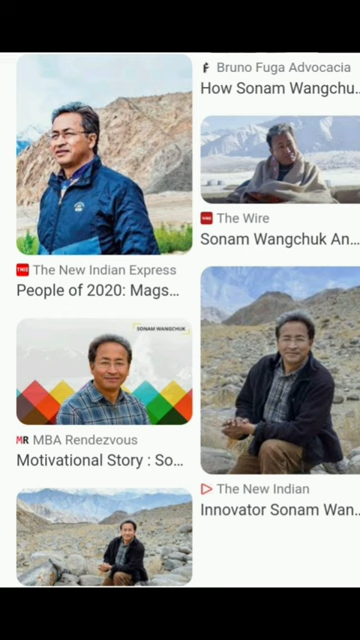 Bruno Fuga Advocacia
How Sonam Wangchu...
The New Indian Express
People of 2020: Mags...
The Wire
Sonam Wangchuk An...
SONAM WANGCHUK
MR MBA Rendezvous
Motivational Story : So...
The New Indian
Innovator Sonam Wan...